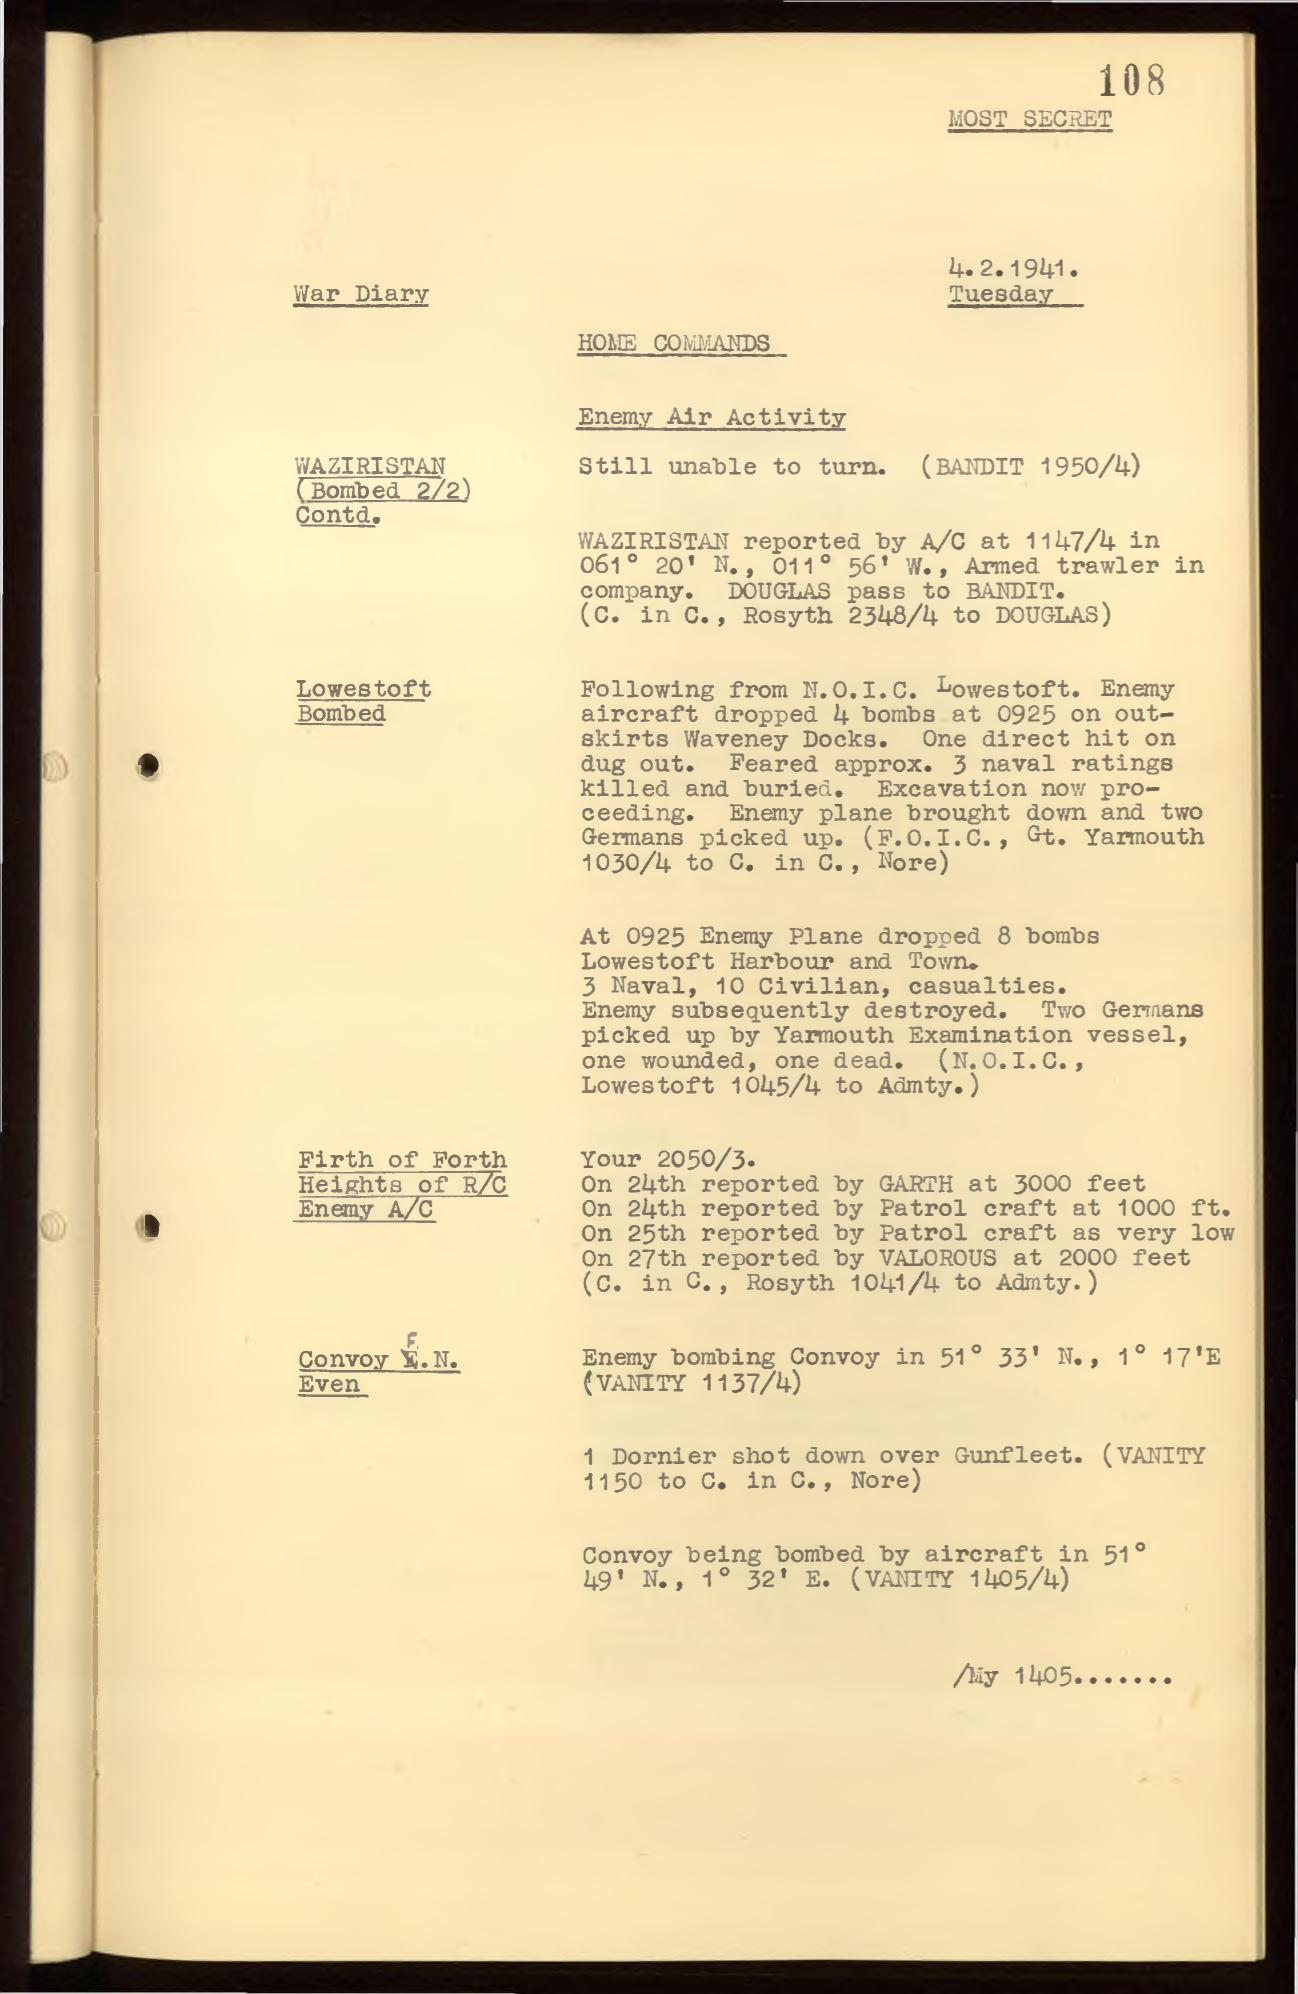 108
MOST SECRET
4.2.1941.
War Diary
Tuesday
HOME COMMANDS
Enemy Air Activity
WAZIRISTAN
(Bombed 2/2)
Contd.
Still unable to turn. (BANDIT 1950/4)
WAZIRISTAN reported by A/C at 1147/4 in
061° 20' N., 011° 56' W., Armed trawler in
company. DOUGLAS pass to BANDIT.
(C. in C., Rosyth 2348/4 to DOUGLAS)
Lowestoft
Bombed
Following from N.O.I.C. Lowestoft. Enemy
aircraft dropped 4 bombs at 0925 on out-
skirts Waveney Docks. One direct hit on
dug out. Feared approx. 3 naval ratings
killed and buried. Excavation now pro-
ceeding. Enemy plane brought down and two
Germans picked up. (F.O.I.C., Gt. Yarmouth
1030/4 to C. in C., Nore)
At 0925 Enemy Plane dropped 8 bombs
Lowestoft Harbour and Town.
3 Naval, 10 Civilian, casualties.
Enemy subsequently destroyed. Two Germans
picked up by Yarmouth Examination vessel,
one wounded, one dead. (N.O.I.C.,
Lowestoft 1045/4 to Admty.)
Firth of Forth
Heights of R/C
Enemy A/C
Your 2050/3.
On 24th reported by GARTH at 3000 feet
On 24th reported by Patrol craft at 1000 ft.
On 25th reported by Patrol craft as very low
On 27th reported by VALOROUS at 2000 feet
(C. in C., Rosyth 1041/4 to Admty.)
Convoy F.N.
Even
Enemy bombing Convoy in 51° 33' N., 1° 17'E
(VANITY 1137/4)
1 Dornier shot down over Gunfleet. (VANITY
1150 to C. in C., Nore)
Convoy being bombed by aircraft in 51°
49' N., 1° 32' E. (VANITY 1405/4)
/My 1405.......